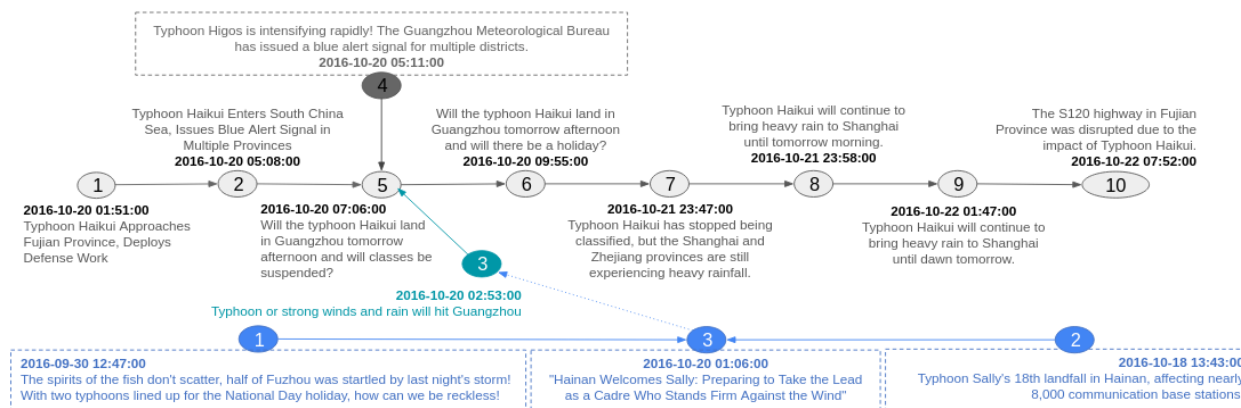 Typhoon Higos is intensifying rapidly! The Guangzhou Meteorological Bureau
has issued a blue alert signal for multiple districts.
2016-10-20 05:11:00
4
Typhoon Haikui Enters South China
Sea, Issues Blue Alert Signal in
Multiple Provinces
2016-10-20 05:08:00
Will the typhoon Haikui land in
Guangzhou tomorrow afternoon
and will there be a holiday?
2016-10-20 09:55:00
Typhoon Haikui will continue to
bring heavy rain to Shanghai
until tomorrow morning.
2016-10-21 23:58:00
The S120 highway in Fujian
Province was disrupted due to the
impact of Typhoon Haikui.
2016-10-22 07:52:00
1
2
5
6
7
8
9
10
2016-10-20 01:51:00
Typhoon Haikui Approaches
Fujian Province, Deploys
Defense Work
2016-10-20 07:06:00
Will the typhoon Haikui land
in Guangzhou tomorrow
afternoon and will classes be
suspended?
2016-10-21 23:47:00
Typhoon Haikui has stopped being
classified, but the Shanghai and
Zhejiang provinces are still
experiencing heavy rainfall.
2016-10-22 01:47:00
Typhoon Haikui will continue to
bring heavy rain to Shanghai
until dawn tomorrow.
3
2016-10-20 02:53:00
Typhoon or strong winds and rain will hit Guangzhou
1
3
2
2016-09-30 12:47:00
The spirits of the fish don't scatter, half of Fuzhou was startled by last night's storm!
With two typhoons lined up for the National Day holiday, how can we be reckless!
2016-10-20 01:06:00
"Hainan Welcomes Sally: Preparing to Take the Lead
as a Cadre Who Stands Firm Against the Wind"
2016-10-18 13:43:00
Typhoon Sally's 18th landfall in Hainan, affecting nearly
8,000 communication base stations